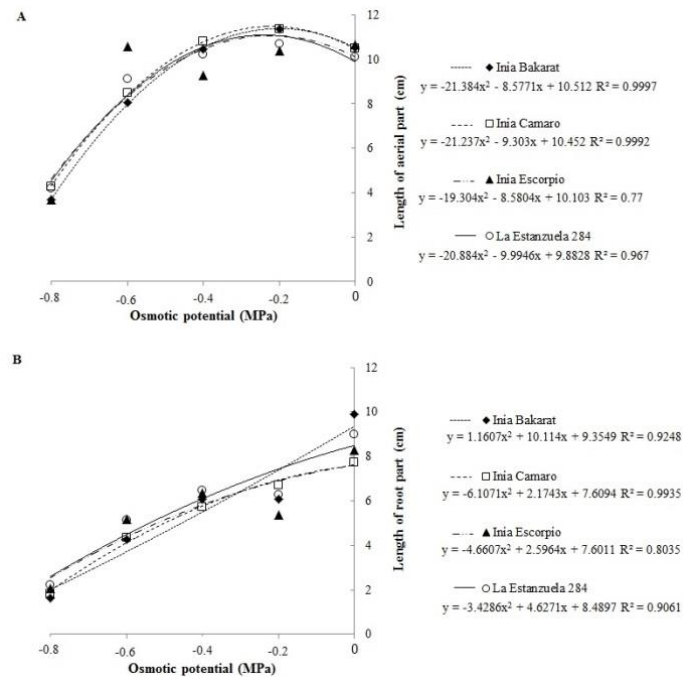 A
12
10
8
6
4
2
0
Length of aerial part (cm)
-0.8 -0.6 -0.4 -0.2 0
Osmotic potential (MPa)
Inia Bakarat
y = -21.384x² - 8.5771x + 10.512 R² = 0.9997
Inia Camaro
y = -21.237x² - 9.303x + 10.452 R² = 0.9992
Inia Escorpio
y = -19.304x² - 8.5804x + 10.103 R² = 0.77
La Estanzuela 284
y = -20.884x² - 9.9946x + 9.8828 R² = 0.967
B
12
10
8
6
4
2
0
Length of root part (cm)
-0.8 -0.6 -0.4 -0.2 0
Osmotic potential (MPa)
Inia Bakarat
y = 1.1607x² + 10.114x + 9.3549 R² = 0.9248
Inia Camaro
y = -6.1071x² + 2.1743x + 7.6094 R² = 0.9935
Inia Escorpio
y = -4.6607x² + 2.5964x + 7.6011 R² = 0.8035
La Estanzuela 284
y = -3.4286x² + 4.6271x + 8.4897 R² = 0.9061